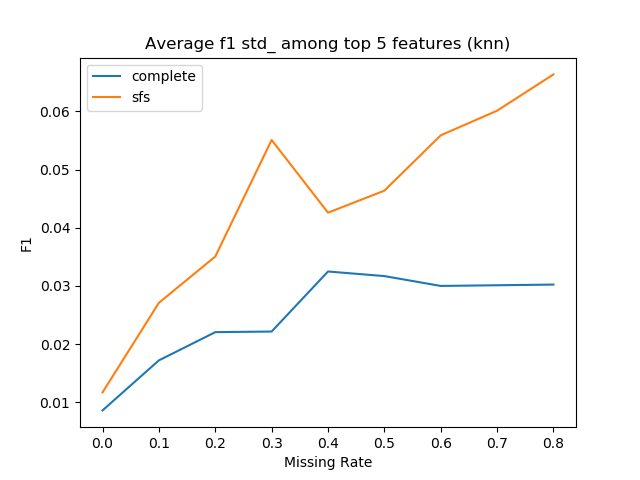 Average f1 std_ among top 5 features (knn)
complete
sfs
F1
0.06
0.05
0.04
0.03
0.02
0.01
0.0 0.1 0.2 0.3 0.4 0.5 0.6 0.7 0.8
Missing Rate